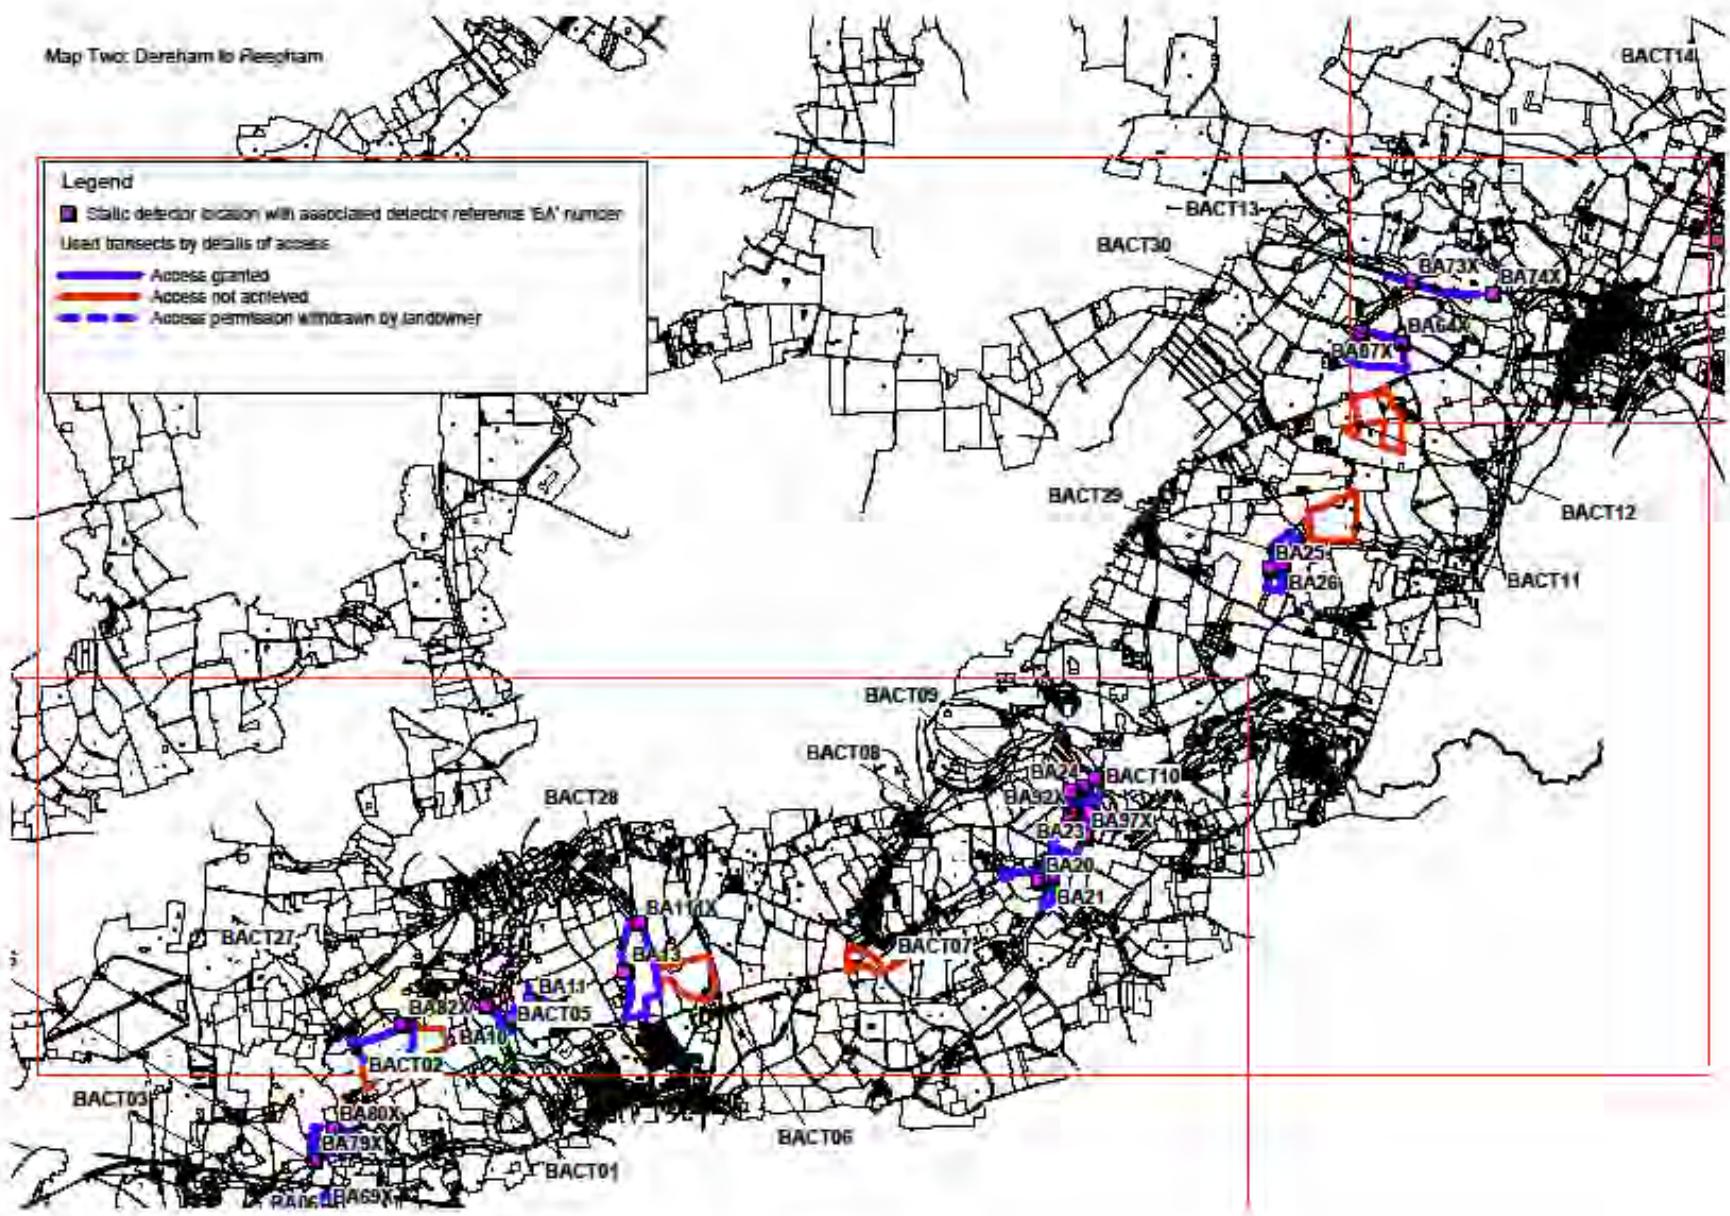 Map Two: Dereham to Reepham
BACT14
Legend
Static detector location with associated detector reference 'BA' number
Used transects by details of access
Access granted
Access not achieved
Access permission withdrawn by landowner
BACT13
BACT30
BA73X
BA74X
BA64X
BA67X
BACT29
BACT12
BA25
BACT11
BA26
BACT09
BACT08
BA24
BACT10
BA92X
BACT28
BA97X
BA23
BA20
BA21
BA111X
BACT27
BACT07
BA13
BA11
BA82X
BACT05
BA10
BACT02
BACT03
BA80X
BACT06
BA79X
BACT01
BA69X